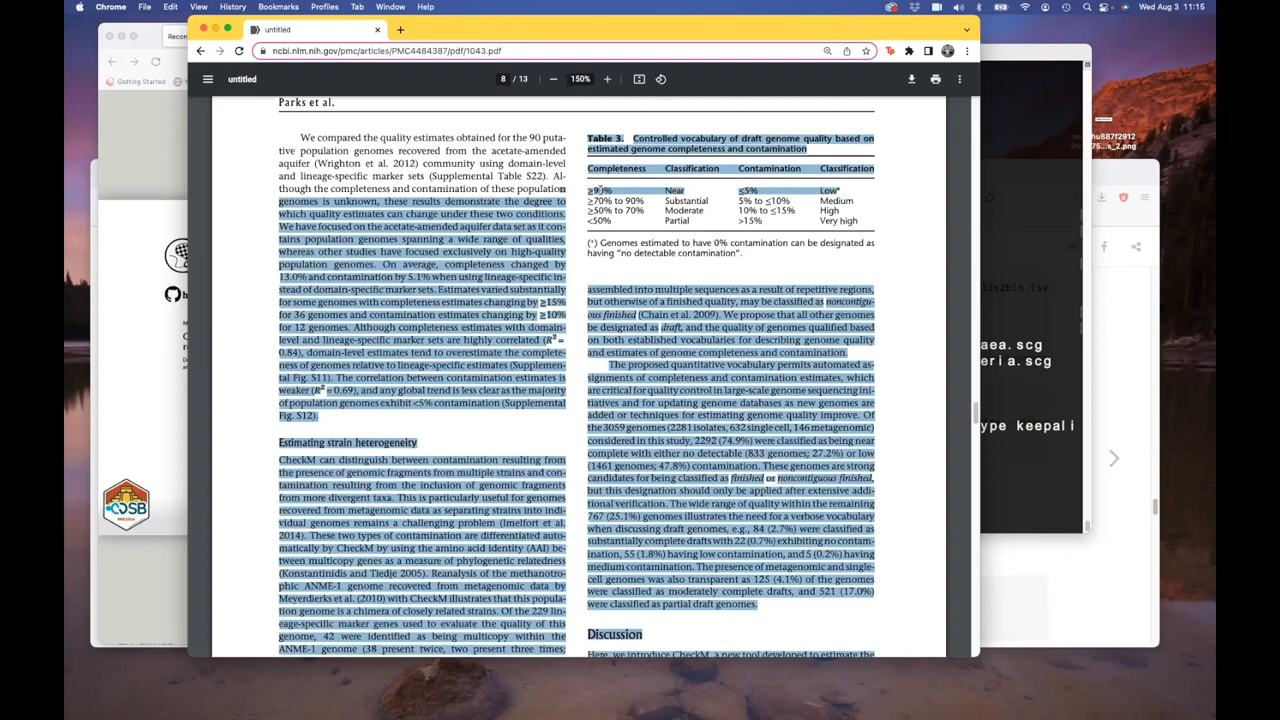 Chrome File Edit View History Bookmarks Profiles Tab Window Help
Wed Aug 3 11:15
untitled
ncbi.nlm.nih.gov/pmc/articles/PMC4484387/pdf/1043.pdf
Getting Started
untitled
8 / 13
150%
Parks et al.
We compared the quality estimates obtained for the 90 puta-
tive population genomes recovered from the acetate-amended
aquifer (Wrighton et al. 2012) community using domain-level
and lineage-specific marker sets (Supplemental Table S22). Al-
though the completeness and contamination of these population
genomes is unknown, these results demonstrate the degree to
which quality estimates can change under these two conditions.
We have focused on the acetate-amended aquifer data set as it con-
tains population genomes spanning a wide range of qualities,
whereas other studies have focused exclusively on high-quality
population genomes. On average, completeness changed by
13.0% and contamination by 5.1% when using lineage-specific in-
stead of domain-specific marker sets. Estimates varied substantially
for some genomes with completeness estimates changing by ≥15%
for 36 genomes and contamination estimates changing by ≥10%
for 12 genomes. Although completeness estimates with domain-
level and lineage-specific marker sets are highly correlated (R² =
0.84), domain-level estimates tend to overestimate the complete-
ness of genomes relative to lineage-specific estimates (Supplemen-
tal Fig. S11). The correlation between contamination estimates is
weaker (R² = 0.69), and any global trend is less clear as the majority
of population genomes exhibit <5% contamination (Supplemental
Fig. S12).
Estimating strain heterogeneity
CheckM can distinguish between contamination resulting from
the presence of genomic fragments from multiple strains and con-
tamination resulting from the inclusion of genomic fragments
from more divergent taxa. This is particularly useful for genomes
recovered from metagenomic data as separating strains into indi-
vidual genomes remains a challenging problem (Imelfort et al.
2014). These two types of contamination are differentiated auto-
matically by CheckM by using the amino acid identity (AAI) be-
tween multicopy genes as a measure of phylogenetic relatedness
(Konstantinidis and Tiedje 2005). Reanalysis of the methanotro-
phic ANME-1 genome recovered from metagenomic data by
Meyerdierks et al. (2010) with CheckM illustrates that this popula-
tion genome is a chimera of closely related strains. Of the 229 lin-
eage-specific marker genes used to evaluate the quality of this
genome, 42 were identified as being multicopy within the
ANME-1 genome (38 present twice, two present three times;
Table 3. Controlled vocabulary of draft genome quality based on
estimated genome completeness and contamination
Completeness Classification Contamination Classification
≥90% Near ≤5% Low*
≥70% to 90% Substantial 5% to ≤10% Medium
≥50% to 70% Moderate 10% to ≤15% High
<50% Partial >15% Very high
(*) Genomes estimated to have 0% contamination can be designated as
having “no detectable contamination”.
assembled into multiple sequences as a result of repetitive regions,
but otherwise of a finished quality, may be classified as noncontigu-
ous finished (Chain et al. 2009). We propose that all other genomes
be designated as draft, and the quality of genomes qualified based
on both established vocabularies for describing genome quality
and estimates of genome completeness and contamination.
The proposed quantitative vocabulary permits automated as-
signments of completeness and contamination estimates, which
are critical for quality control in large-scale genome sequencing ini-
tiatives and for updating genome databases as new genomes are
added or techniques for estimating genome quality improve. Of
the 3059 genomes (2281 isolates, 632 single cell, 146 metagenomic)
considered in this study, 2292 (74.9%) were classified as being near
complete with either no detectable (833 genomes; 27.2%) or low
(1461 genomes; 47.8%) contamination. These genomes are strong
candidates for being classified as finished or noncontiguous finished,
but this designation should only be applied after extensive addi-
tional verification. The wide range of quality within the remaining
767 (25.1%) genomes illustrates the need for a verbose vocabulary
when discussing draft genomes, e.g., 84 (2.7%) were classified as
substantially complete drafts with 22 (0.7%) exhibiting no contam-
ination, 55 (1.8%) having low contamination, and 5 (0.2%) having
medium contamination. The presence of metagenomic and single-
cell genomes was also transparent as 125 (4.1%) of the genomes
were classified as moderately complete drafts, and 521 (17.0%)
were classified as partial draft genomes.
Discussion
Here, we introduce CheckM, a new tool developed to estimate the
lds2bin.tsv
aea.scg
eria.scg
ype keepali